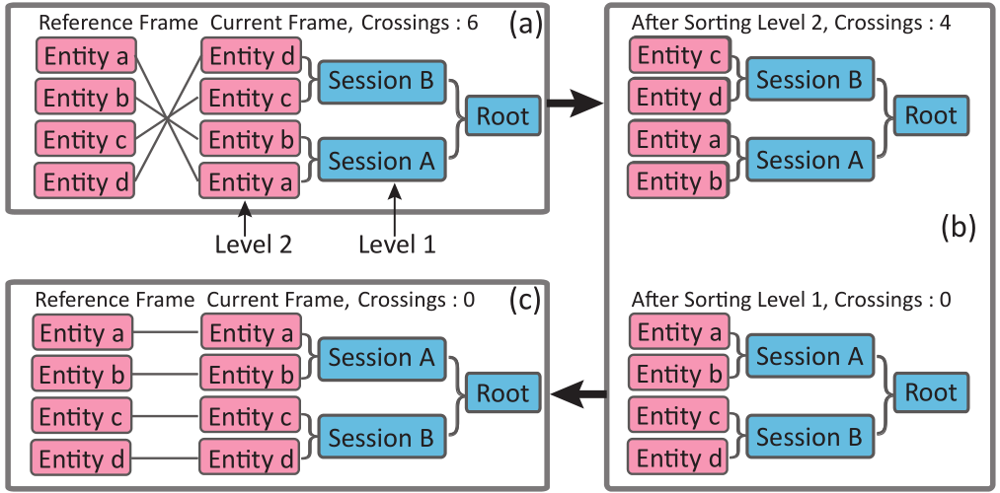 Reference Frame Current Frame, Crossings : 6 (a)
Entity a Entity d
Session B
Entity b Entity c
Root
Entity c Entity b
Session A
Entity d Entity a
Level 2 Level 1
After Sorting Level 2, Crossings : 4
Entity c
Session B
Entity d
Root
Entity a
Session A
Entity b
(b)
After Sorting Level 1, Crossings : 0
Entity a
Session A
Entity b
Root
Entity c
Session B
Entity d
Reference Frame Current Frame, Crossings : 0 (c)
Entity a Entity a
Session A
Entity b Entity b
Root
Entity c Entity c
Session B
Entity d Entity d